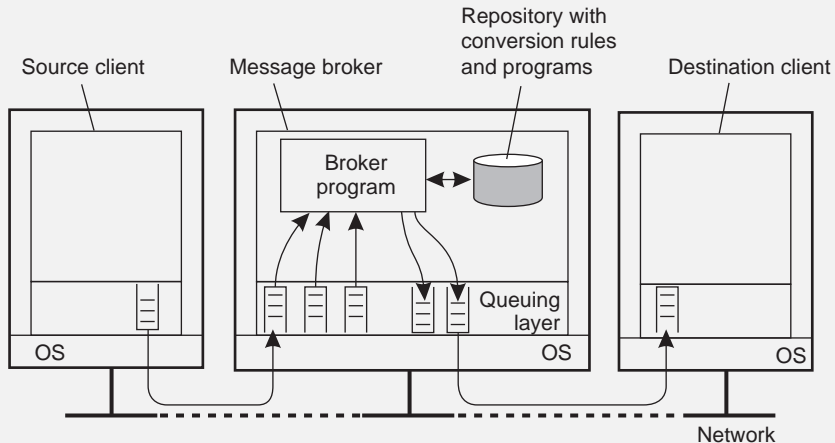 Repository with
conversion rules
and programs
Source client
Message broker
Destination client
Broker
program
Queuing
layer
OS
OS
OS
Network